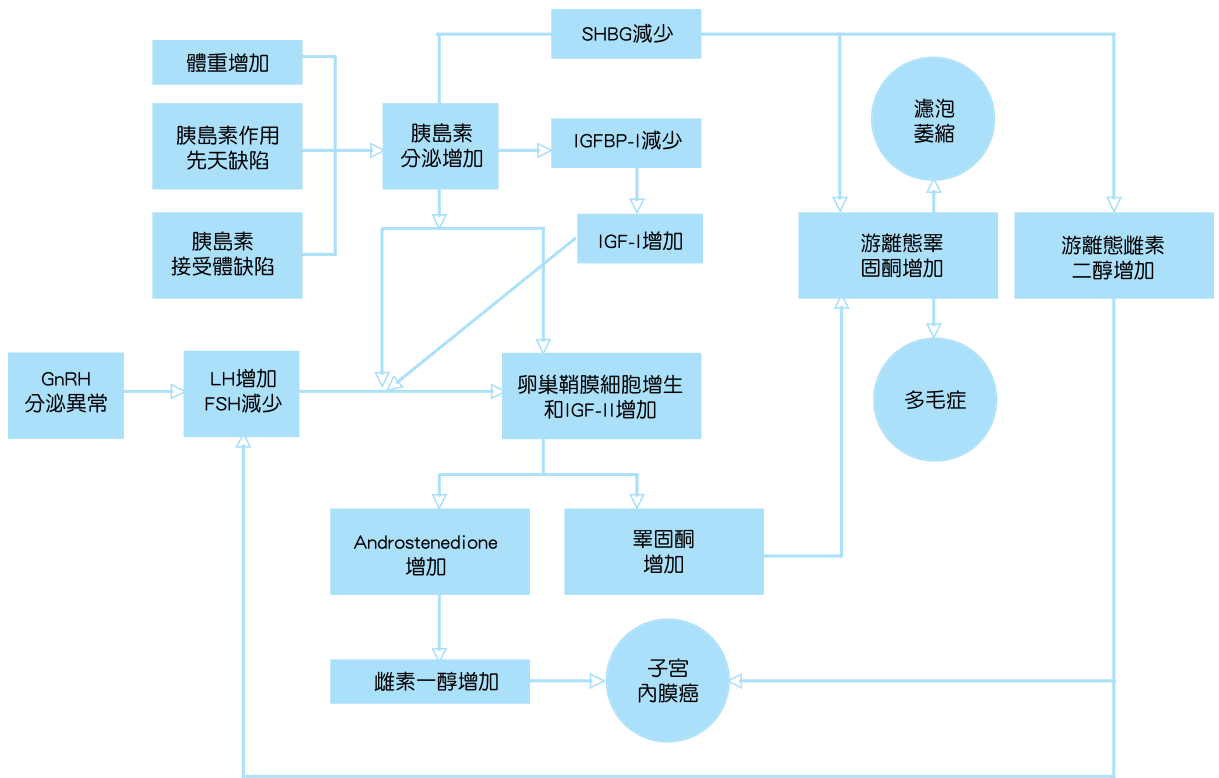 SHBG減少
體重增加
胰島素作用
先天缺陷
胰島素
接受體缺陷
胰島素
分泌增加
IGFBP-I減少
IGF-I增加
濾泡
萎縮
游離態睪
固酮增加
游離態雌素
二醇增加
多毛症
GnRH
分泌異常
LH增加
FSH減少
卵巢鞘膜細胞增生
和IGF-II增加
Androstenedione
增加
睪固酮
增加
雌素一醇增加
子宮
內膜癌